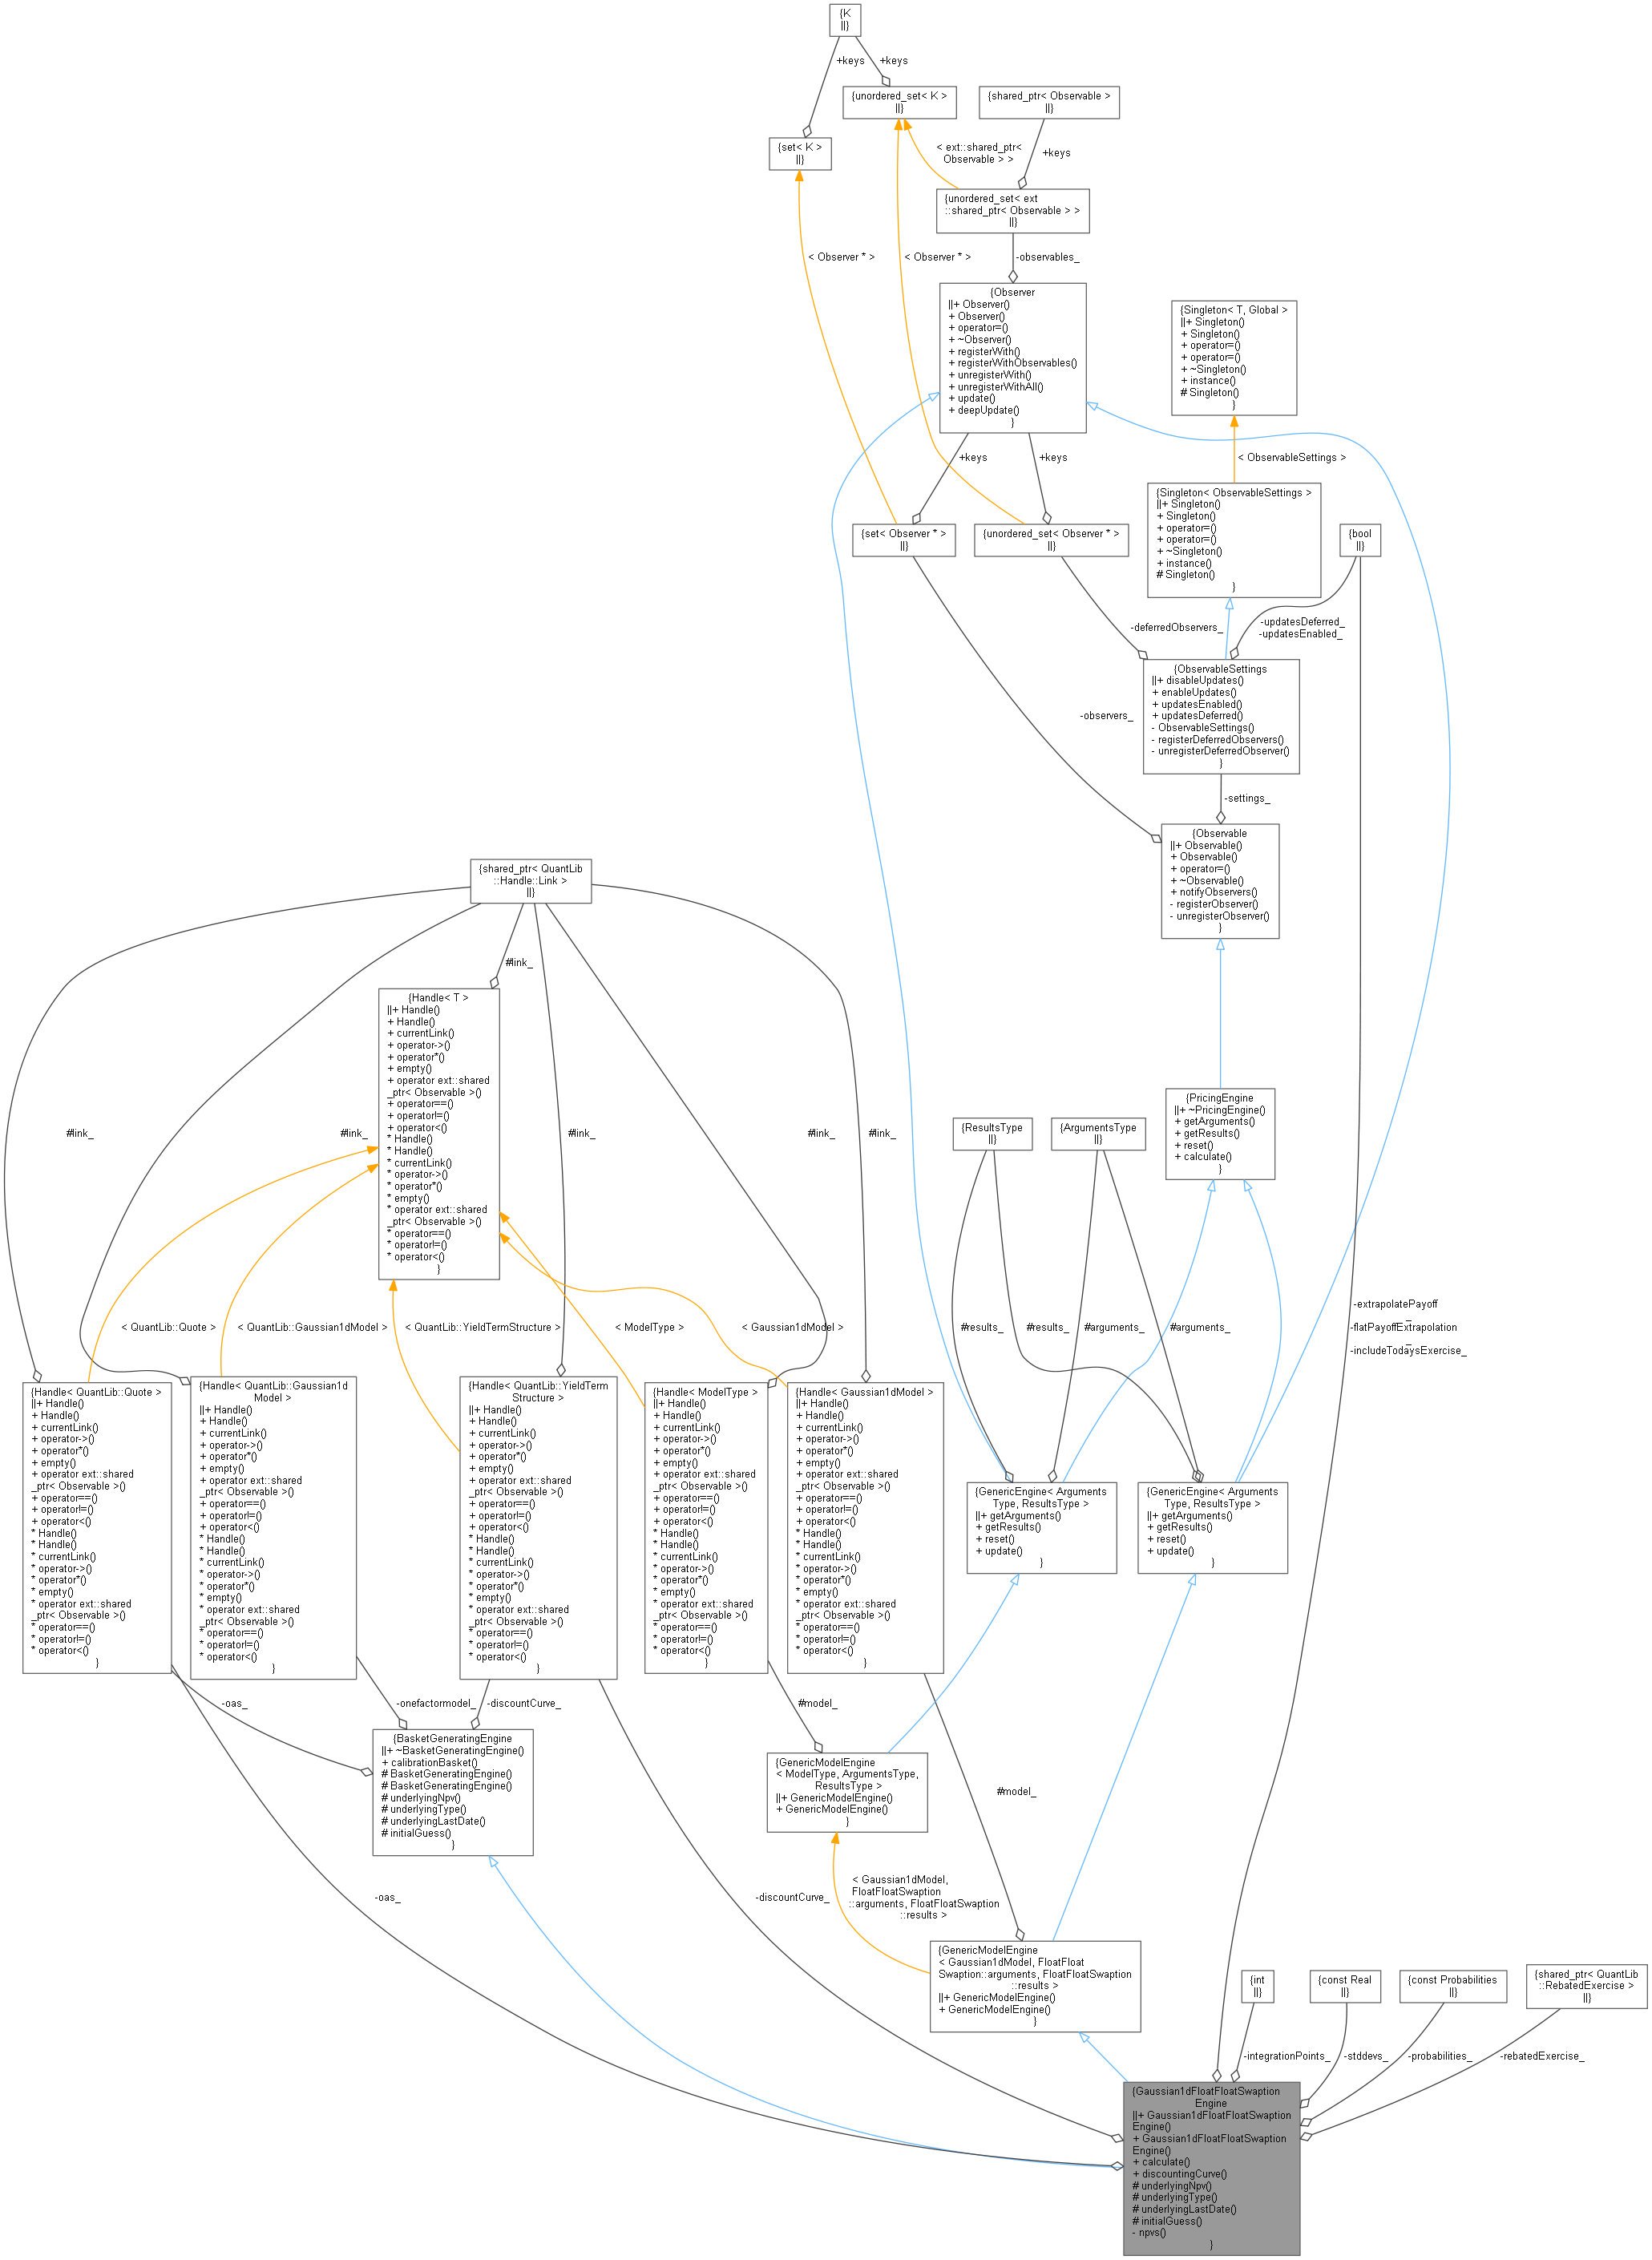 {K
||}
+keys
+keys
{unordered_set< K >
||}
{shared_ptr< Observable >
||}
{set< K >
||}
< ext::shared_ptr<
Observable > >
+keys
{unordered_set< ext
::shared_ptr< Observable > >
||}
< Observer * >
< Observer * >
-observables_
{Observer
||+ Observer()
+ Observer()
+ operator=()
+ ~Observer()
+ registerWith()
+ registerWithObservables()
+ unregisterWith()
+ unregisterWithAll()
+ update()
+ deepUpdate()
}
{Singleton< T, Global >
||+ Singleton()
+ Singleton()
+ operator=()
+ operator=()
+ ~Singleton()
+ instance()
# Singleton()
}
+keys
+keys
< ObservableSettings >
{Singleton< ObservableSettings >
||+ Singleton()
+ Singleton()
+ operator=()
+ operator=()
+ ~Singleton()
+ instance()
# Singleton()
}
{set< Observer * >
||}
{unordered_set< Observer * >
||}
{bool
||}
-deferredObservers_
-updatesDeferred_
-updatesEnabled_
{ObservableSettings
||+ disableUpdates()
+ enableUpdates()
+ updatesEnabled()
+ updatesDeferred()
- ObservableSettings()
- registerDeferredObservers()
- unregisterDeferredObserver()
}
-observers_
-settings_
{Observable
||+ Observable()
+ Observable()
+ operator=()
+ ~Observable()
+ notifyObservers()
- registerObserver()
- unregisterObserver()
}
{shared_ptr< QuantLib
::Handle::Link >
||}
#link_
{Handle< T >
||+ Handle()
+ Handle()
+ currentLink()
+ operator->()
+ operator*()
+ empty()
+ operator ext::shared
_ptr< Observable >()
+ operator==()
+ operator!=()
+ operator<()
* Handle()
* Handle()
* currentLink()
* operator->()
* operator*()
* empty()
* operator ext::shared
_ptr< Observable >()
* operator==()
* operator!=()
* operator<()
}
{PricingEngine
||+ ~PricingEngine()
+ getArguments()
+ getResults()
+ reset()
+ calculate()
}
{ResultsType
||}
{ArgumentsType
||}
#link_
#link_
#link_
#link_
#link_
< QuantLib::Quote >
< QuantLib::Gaussian1dModel >
< QuantLib::YieldTermStructure >
< ModelType >
< Gaussian1dModel >
#results_
#results_
#arguments_
#arguments_
-extrapolatePayoff
_
-flatPayoffExtrapolation
_
-includeTodaysExercise_
{Handle< QuantLib::Quote >
||+ Handle()
+ Handle()
+ currentLink()
+ operator->()
+ operator*()
+ empty()
+ operator ext::shared
_ptr< Observable >()
+ operator==()
+ operator!=()
+ operator<()
* Handle()
* Handle()
* currentLink()
* operator->()
* operator*()
* empty()
* operator ext::shared
_ptr< Observable >()
* operator==()
* operator!=()
* operator<()
}
{Handle< QuantLib::Gaussian1d
Model >
||+ Handle()
+ Handle()
+ currentLink()
+ operator->()
+ operator*()
+ empty()
+ operator ext::shared
_ptr< Observable >()
+ operator==()
+ operator!=()
+ operator<()
* Handle()
* Handle()
* currentLink()
* operator->()
* operator*()
* empty()
* operator ext::shared
_ptr< Observable >()
* operator==()
* operator!=()
* operator<()
}
{Handle< QuantLib::YieldTerm
Structure >
||+ Handle()
+ Handle()
+ currentLink()
+ operator->()
+ operator*()
+ empty()
+ operator ext::shared
_ptr< Observable >()
+ operator==()
+ operator!=()
+ operator<()
* Handle()
* Handle()
* currentLink()
* operator->()
* operator*()
* empty()
* operator ext::shared
_ptr< Observable >()
* operator==()
* operator!=()
* operator<()
}
{Handle< ModelType >
||+ Handle()
+ Handle()
+ currentLink()
+ operator->()
+ operator*()
+ empty()
+ operator ext::shared
_ptr< Observable >()
+ operator==()
+ operator!=()
+ operator<()
* Handle()
* Handle()
* currentLink()
* operator->()
* operator*()
* empty()
* operator ext::shared
_ptr< Observable >()
* operator==()
* operator!=()
* operator<()
}
{Handle< Gaussian1dModel >
||+ Handle()
+ Handle()
+ currentLink()
+ operator->()
+ operator*()
+ empty()
+ operator ext::shared
_ptr< Observable >()
+ operator==()
+ operator!=()
+ operator<()
* Handle()
* Handle()
* currentLink()
* operator->()
* operator*()
* empty()
* operator ext::shared
_ptr< Observable >()
* operator==()
* operator!=()
* operator<()
}
{GenericEngine< Arguments
Type, ResultsType >
||+ getArguments()
+ getResults()
+ reset()
+ update()
}
{GenericEngine< Arguments
Type, ResultsType >
||+ getArguments()
+ getResults()
+ reset()
+ update()
}
-oas_
-onefactormodel_
-discountCurve_
#model_
{BasketGeneratingEngine
||+ ~BasketGeneratingEngine()
+ calibrationBasket()
# BasketGeneratingEngine()
# BasketGeneratingEngine()
# underlyingNpv()
# underlyingType()
# underlyingLastDate()
# initialGuess()
}
{GenericModelEngine
< ModelType, ArgumentsType,
ResultsType >
||+ GenericModelEngine()
+ GenericModelEngine()
}
#model_
-oas_
-discountCurve_
< Gaussian1dModel,
FloatFloatSwaption
::arguments, FloatFloatSwaption
::results >
{GenericModelEngine
< Gaussian1dModel, FloatFloat
Swaption::arguments, FloatFloatSwaption
::results >
||+ GenericModelEngine()
+ GenericModelEngine()
}
{int
||}
{const Real
||}
{const Probabilities
||}
{shared_ptr< QuantLib
::RebatedExercise >
||}
-integrationPoints_
-stddevs_
-probabilities_
-rebatedExercise_
{Gaussian1dFloatFloatSwaption
Engine
||+ Gaussian1dFloatFloatSwaption
Engine()
+ Gaussian1dFloatFloatSwaption
Engine()
+ calculate()
+ discountingCurve()
# underlyingNpv()
# underlyingType()
# underlyingLastDate()
# initialGuess()
- npvs()
}